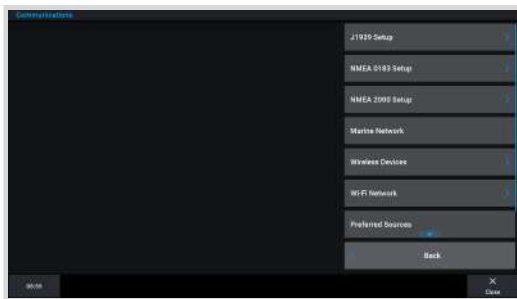 Communications
J1939 Setup
NMEA 0183 Setup
NMEA 2000 Setup
Marine Network
Wireless Devices
Wi-Fi Network
Preferred Sources
Back
Close